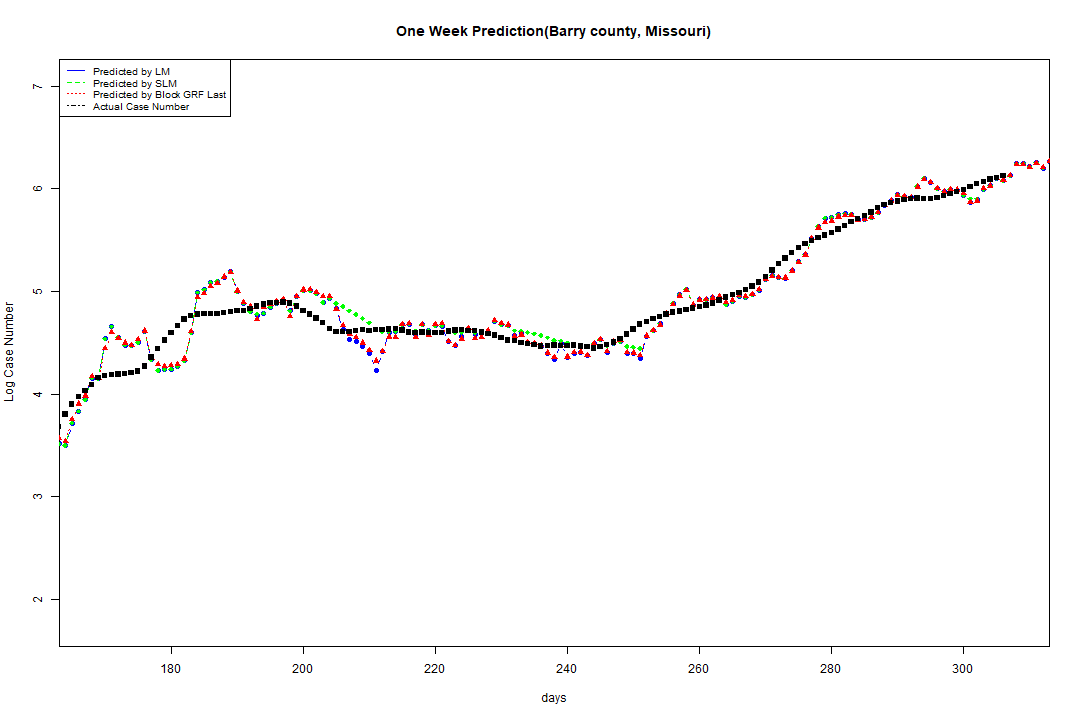 One Week Prediction(Barry county, Missouri)
Predicted by LM
Predicted by SLM
Predicted by Block GRF Last
Actual Case Number
Log Case Number
7
6
5
4
3
2
180 200 220 240 260 280 300
days